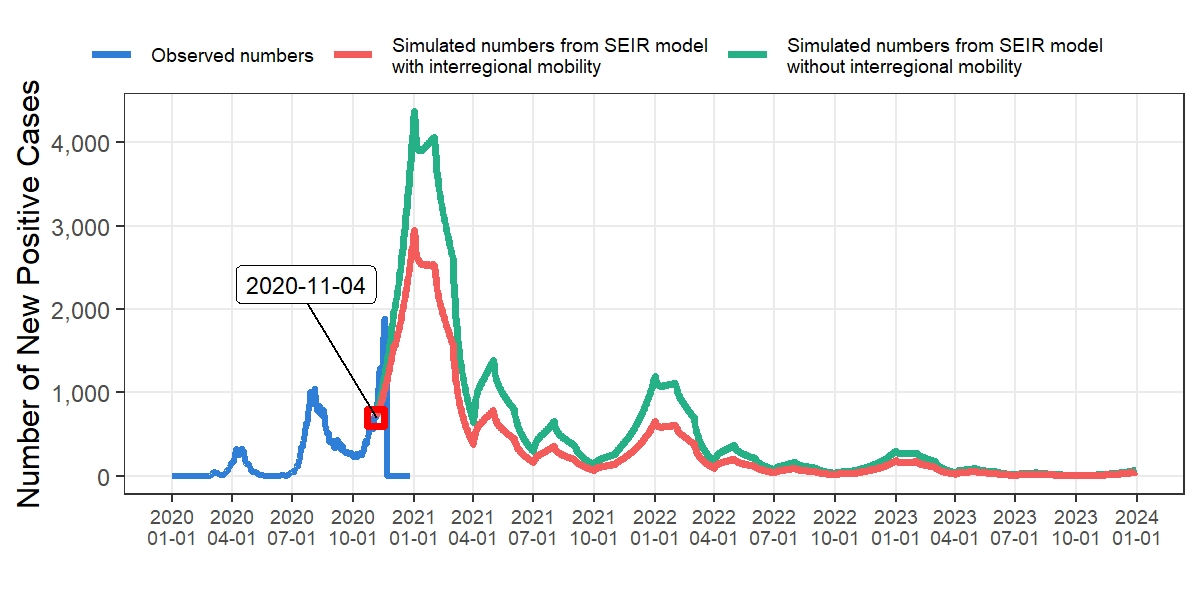 Observed numbers
Simulated numbers from SEIR model
with interregional mobility
Simulated numbers from SEIR model
without interregional mobility
Number of New Positive Cases
4,000
3,000
2,000
1,000
0
2020-11-04
2020 2020 2020 2020 2021 2021 2021 2021 2022 2022 2022 2022 2023 2023 2023 2023 2024
01-01 04-01 07-01 10-01 01-01 04-01 07-01 10-01 01-01 04-01 07-01 10-01 01-01 04-01 07-01 10-01 01-01